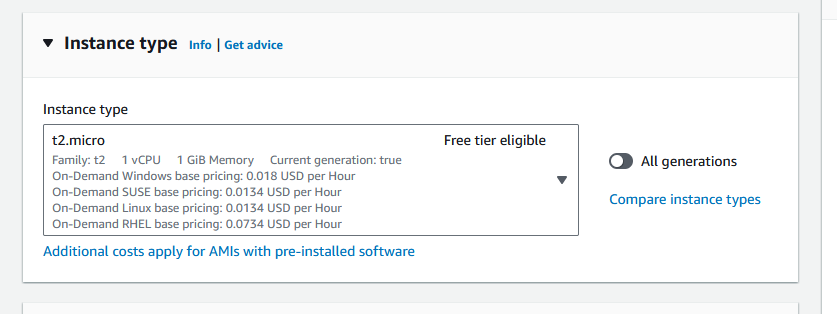 Instance type Info | Get advice
Instance type
t2.micro Free tier eligible
Family: t2 1 vCPU 1 GiB Memory Current generation: true
On-Demand Windows base pricing: 0.018 USD per Hour
On-Demand SUSE base pricing: 0.0134 USD per Hour
On-Demand Linux base pricing: 0.0134 USD per Hour
On-Demand RHEL base pricing: 0.0734 USD per Hour
All generations
Compare instance types
Additional costs apply for AMIs with pre-installed software